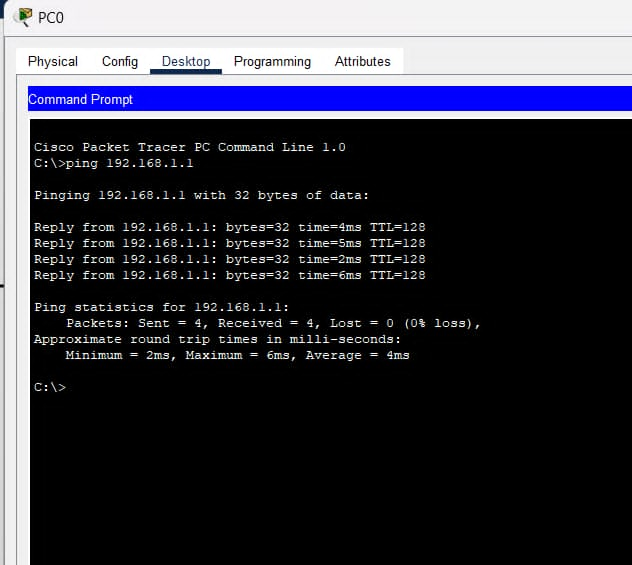 PC0
Physical Config Desktop Programming Attributes
Command Prompt
Cisco Packet Tracer PC Command Line 1.0
C:\>ping 192.168.1.1
Pinging 192.168.1.1 with 32 bytes of data:
Reply from 192.168.1.1: bytes=32 time=4ms TTL=128
Reply from 192.168.1.1: bytes=32 time=5ms TTL=128
Reply from 192.168.1.1: bytes=32 time=2ms TTL=128
Reply from 192.168.1.1: bytes=32 time=6ms TTL=128
Ping statistics for 192.168.1.1:
Packets: Sent = 4, Received = 4, Lost = 0 (0% loss),
Approximate round trip times in milli-seconds:
Minimum = 2ms, Maximum = 6ms, Average = 4ms
C:\>